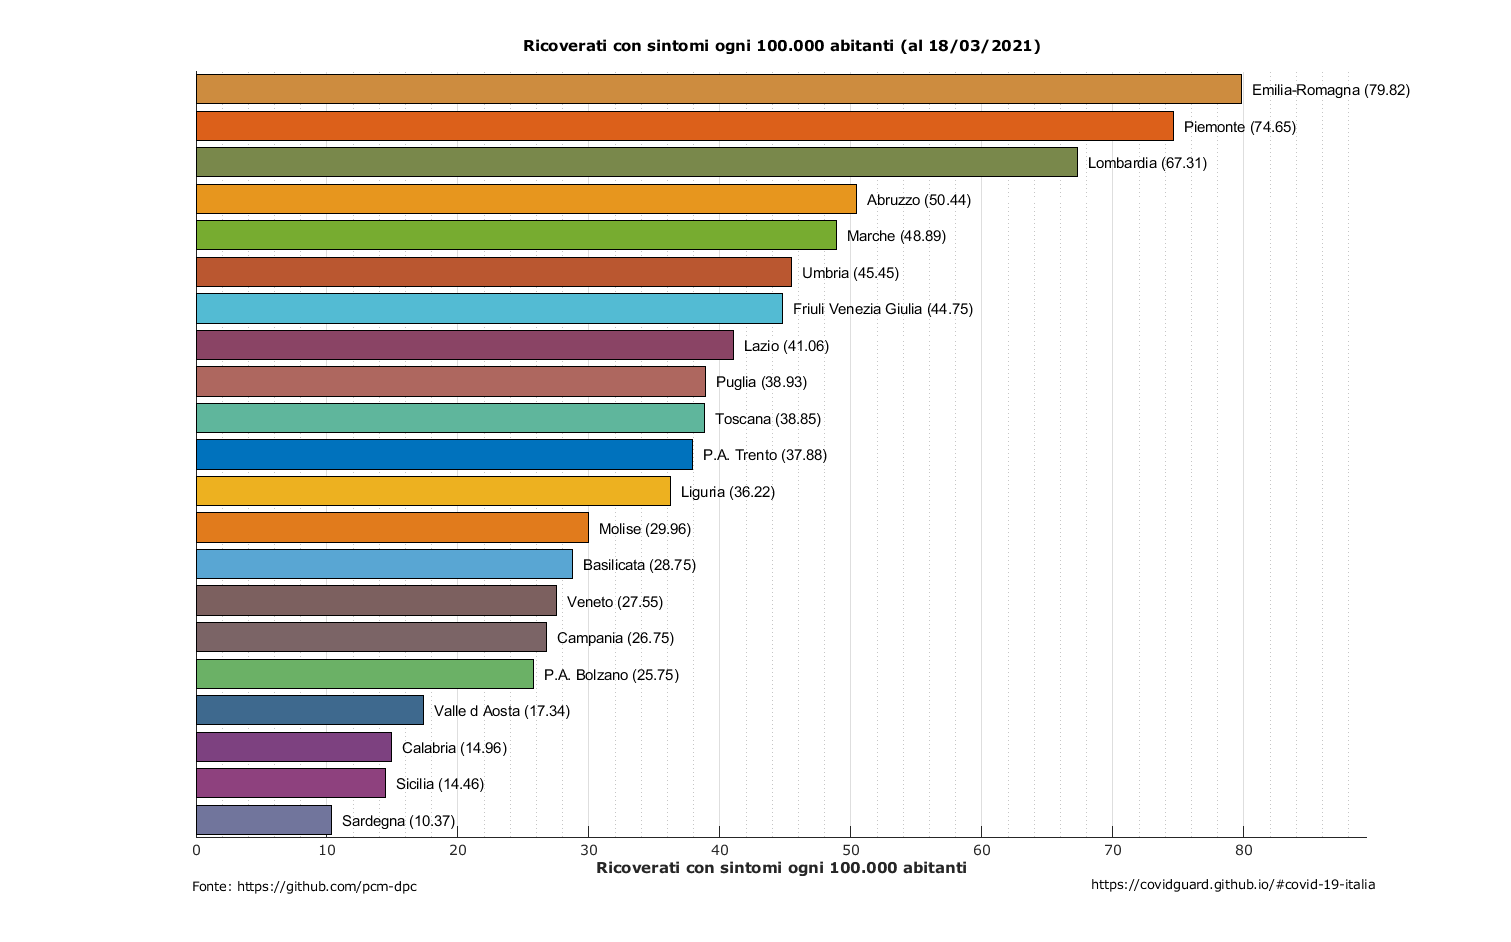 Ricoverati con sintomi ogni 100.000 abitanti (al 18/03/2021)
Emilia-Romagna (79.82)
Piemonte (74.65)
Lombardia (67.31)
Abruzzo (50.44)
Marche (48.89)
Umbria (45.45)
Friuli Venezia Giulia (44.75)
Lazio (41.06)
Puglia (38.93)
Toscana (38.85)
P.A. Trento (37.88)
Liguria (36.22)
Molise (29.96)
Basilicata (28.75)
Veneto (27.55)
Campania (26.75)
P.A. Bolzano (25.75)
Valle d Aosta (17.34)
Calabria (14.96)
Sicilia (14.46)
Sardegna (10.37)
0 10 20 30 40 50 60 70 80
Ricoverati con sintomi ogni 100.000 abitanti
Fonte: https://github.com/pcm-dpc
https://covidguard.github.io/#covid-19-italia